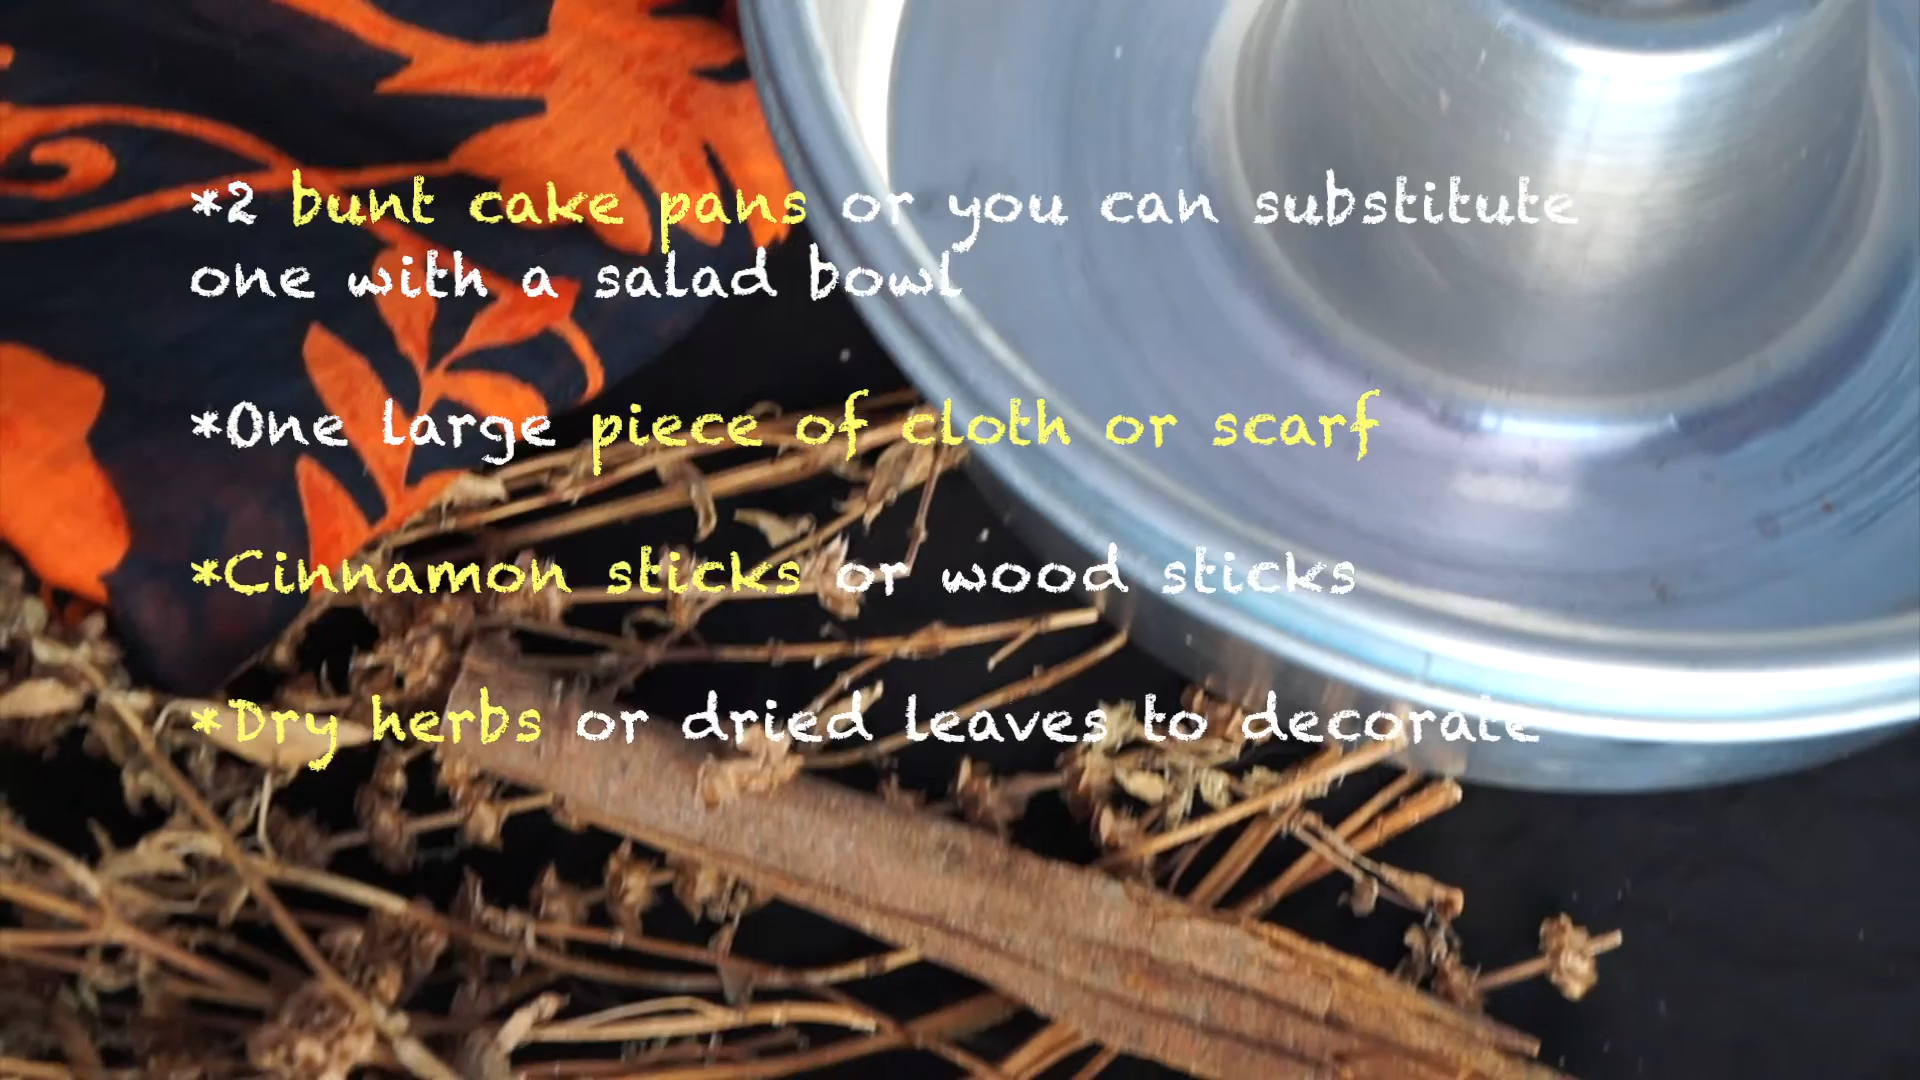 *2 bunt cake pans or you can substitute
one with a salad bowl
*One large piece of cloth or scarf
*Cinnamon sticks or wood sticks
*Dry herbs or dried leaves to decorate